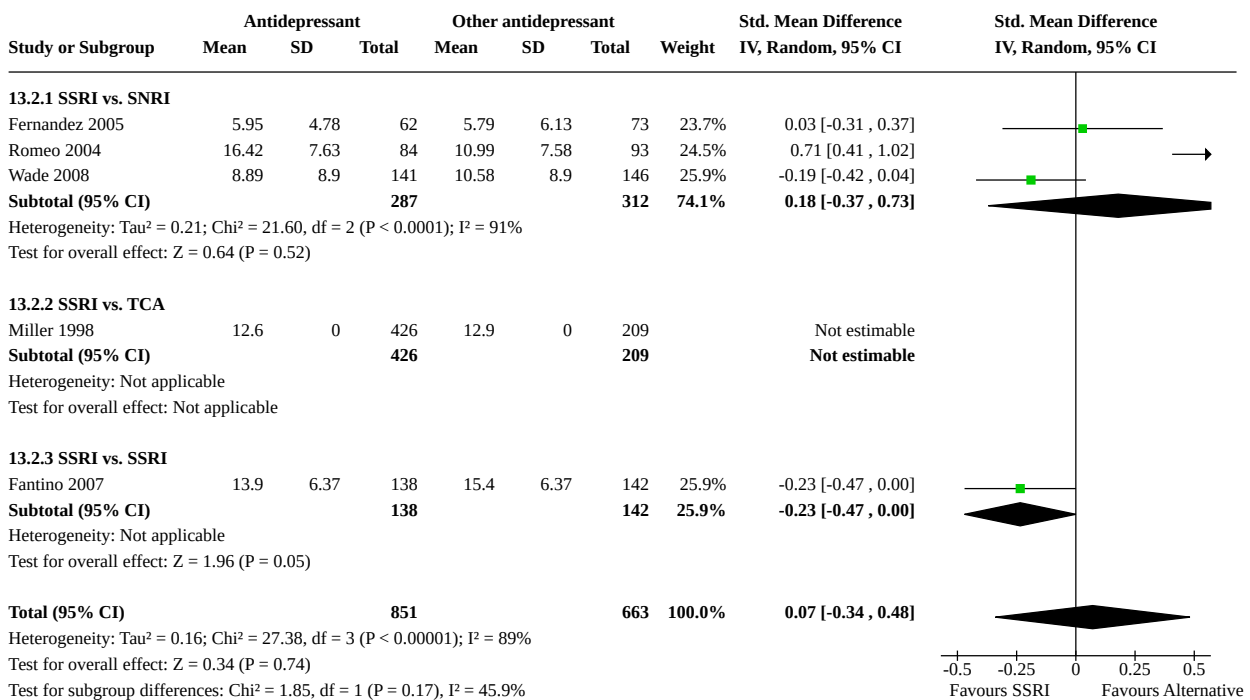 Antidepressant Other antidepressant Std. Mean Difference Std. Mean Difference
Study or Subgroup Mean SD Total Mean SD Total Weight IV, Random, 95% CI IV, Random, 95% CI
13.2.1 SSRI vs. SNRI
Fernandez 2005 5.95 4.78 62 5.79 6.13 73 23.7% 0.03 [-0.31 , 0.37]
Romeo 2004 16.42 7.63 84 10.99 7.58 93 24.5% 0.71 [0.41 , 1.02]
Wade 2008 8.89 8.9 141 10.58 8.9 146 25.9% -0.19 [-0.42 , 0.04]
Subtotal (95% CI) 287 312 74.1% 0.18 [-0.37 , 0.73]
Heterogeneity: Tau² = 0.21; Chi² = 21.60, df = 2 (P < 0.0001); I² = 91%
Test for overall effect: Z = 0.64 (P = 0.52)
13.2.2 SSRI vs. TCA
Miller 1998 12.6 0 426 12.9 0 209 Not estimable
Subtotal (95% CI) 426 209 Not estimable
Heterogeneity: Not applicable
Test for overall effect: Not applicable
13.2.3 SSRI vs. SSRI
Fantino 2007 13.9 6.37 138 15.4 6.37 142 25.9% -0.23 [-0.47 , 0.00]
Subtotal (95% CI) 138 142 25.9% -0.23 [-0.47 , 0.00]
Heterogeneity: Not applicable
Test for overall effect: Z = 1.96 (P = 0.05)
Total (95% CI) 851 663 100.0% 0.07 [-0.34 , 0.48]
Heterogeneity: Tau² = 0.16; Chi² = 27.38, df = 3 (P < 0.00001); I² = 89%
Test for overall effect: Z = 0.34 (P = 0.74) -0.5 -0.25 0 0.25 0.5
Test for subgroup differences: Chi² = 1.85, df = 1 (P = 0.17), I² = 45.9% Favours SSRI Favours Alternative